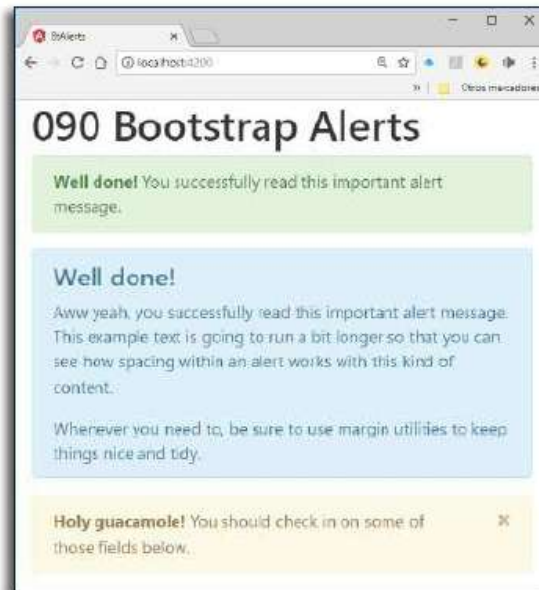 BsAlerts
localhost:4200
Otros marcadores
090 Bootstrap Alerts
Well done! You successfully read this important alert
message.
Well done!
Aww yeah, you successfully read this important alert message.
This example text is going to run a bit longer so that you can
see how spacing within an alert works with this kind of
content.
Whenever you need to, be sure to use margin utilities to keep
things nice and tidy.
Holy guacamole! You should check in on some of
those fields below.